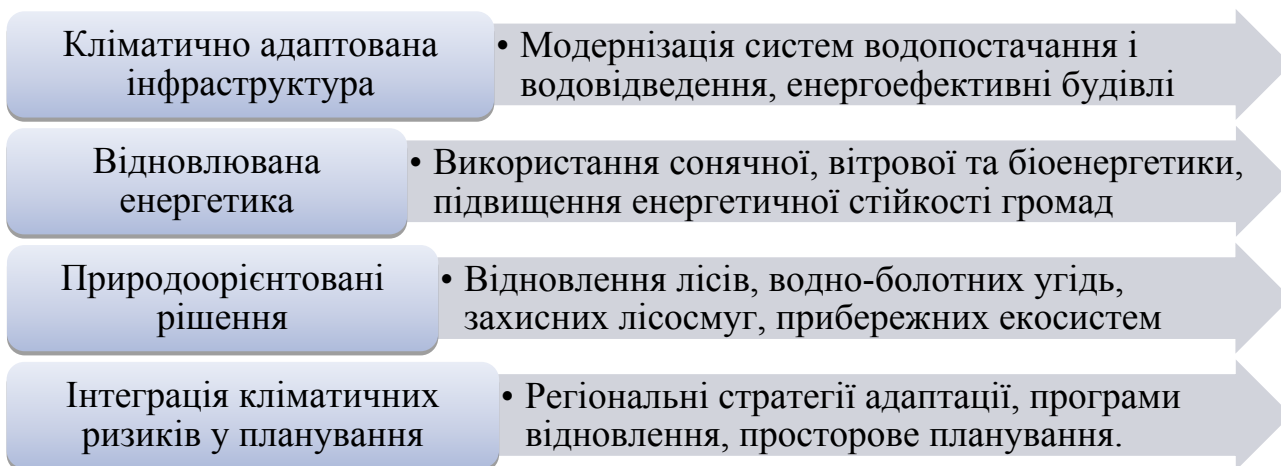 Кліматично адаптована
інфраструктура
• Модернізація систем водопостачання і
водовідведення, енергоефективні будівлі
Відновлювана
енергетика
• Використання сонячної, вітрової та біоенергетики,
підвищення енергетичної стійкості громад
Природоорієнтовані
рішення
• Відновлення лісів, водно-болотних угідь,
захисних лісосмуг, прибережних екосистем
Інтеграція кліматичних
ризиків у планування
• Регіональні стратегії адаптації, програми
відновлення, просторове планування.